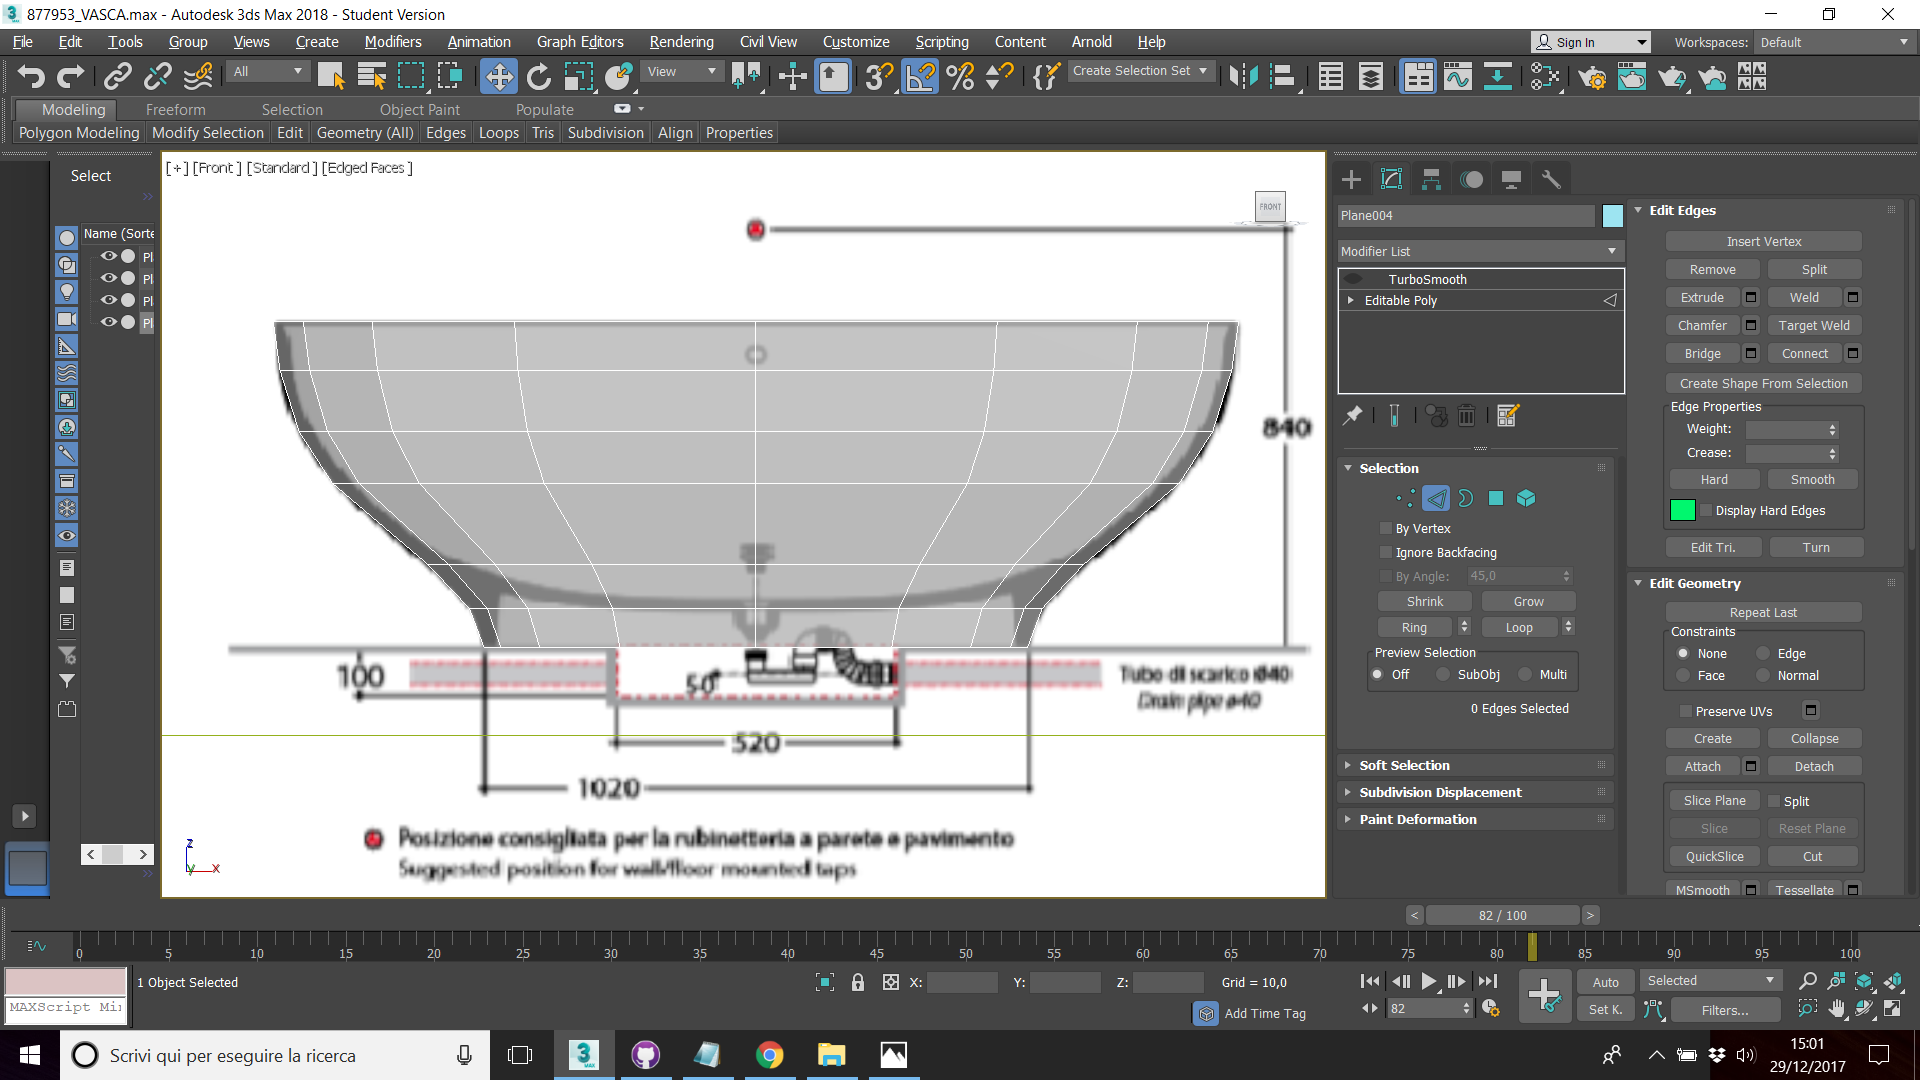 877953_VASCA.max - Autodesk 3ds Max 2018 - Student Version
File Edit Tools Group Views Create Modifiers Animation Graph Editors Rendering Civil View Customize Scripting Content Arnold Help
Sign In Workspaces: Default
All View Create Selection Set
Modeling Freeform Selection Object Paint Populate
Polygon Modeling Modify Selection Edit Geometry (All) Edges Loops Tris Subdivision Align Properties
Select
Name (Sorte
Pl
Pl
Pl
Pl
[+] [Front ] [Standard ] [Edged Faces ]
FRONT
840
100
50
Tubo di scarico Ø40
Drain pipe ø40
520
1020
Posizione consigliata per la rubinetteria a parete e pavimento
Suggested position for wall/floor mounted taps
z
y x
Plane004
Modifier List
TurboSmooth
Editable Poly
Selection
By Vertex
Ignore Backfacing
By Angle: 45,0
Shrink Grow
Ring Loop
Preview Selection
Off SubObj Multi
0 Edges Selected
Soft Selection
Subdivision Displacement
Paint Deformation
Edit Edges
Insert Vertex
Remove Split
Extrude Weld
Chamfer Target Weld
Bridge Connect
Create Shape From Selection
Edge Properties
Weight:
Crease:
Hard Smooth
Display Hard Edges
Edit Tri. Turn
Edit Geometry
Repeat Last
Constraints
None Edge
Face Normal
Preserve UVs
Create Collapse
Attach Detach
Slice Plane Split
Slice Reset Plane
QuickSlice Cut
MSmooth Tessellate
< 82 / 100 >
0 5 10 15 20 25 30 35 40 45 50 55 60 65 70 75 80 85 90 95 100
1 Object Selected X: Y: Z: Grid = 10,0
MAXScript Mi
Add Time Tag
82
Auto Selected
Set K. Filters...
Scrivi qui per eseguire la ricerca
3
MAX
15:01
29/12/2017